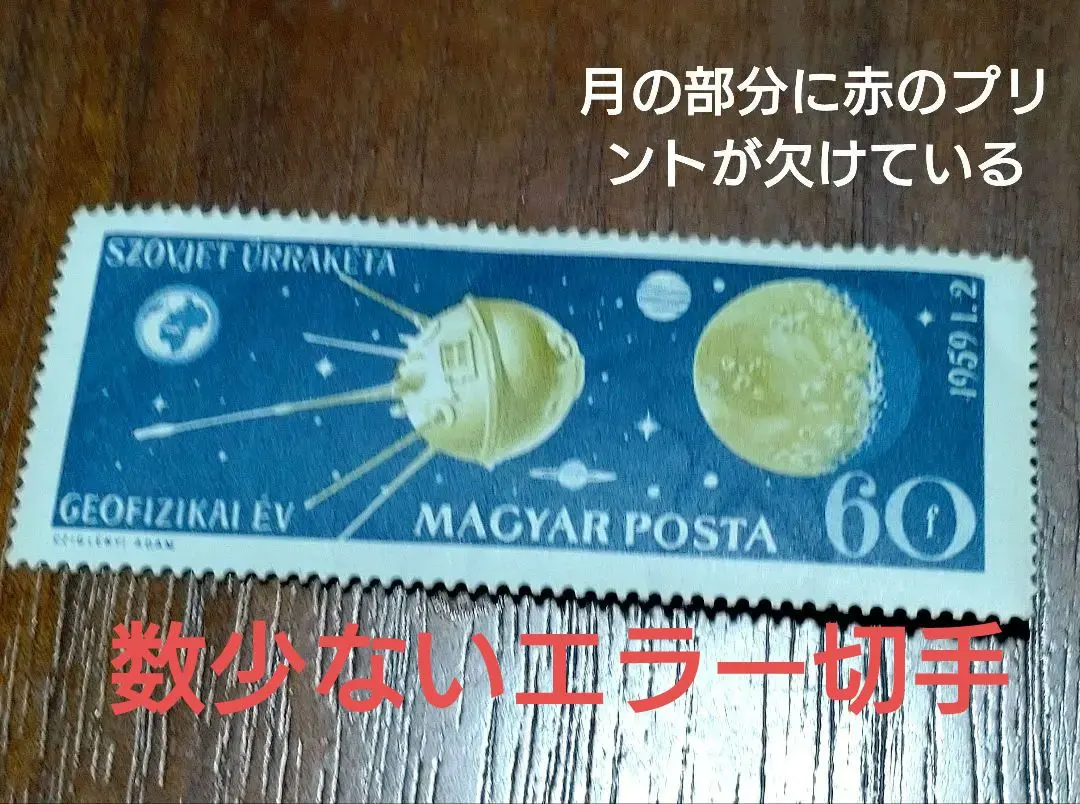 月の部分に赤のプリ
ントが欠けている
SZOVJET ŰRRAKÉTA
1959 I. 2
GEOFIZIKAI ÉV
MAGYAR POSTA
60
f
数少ないエラー切手